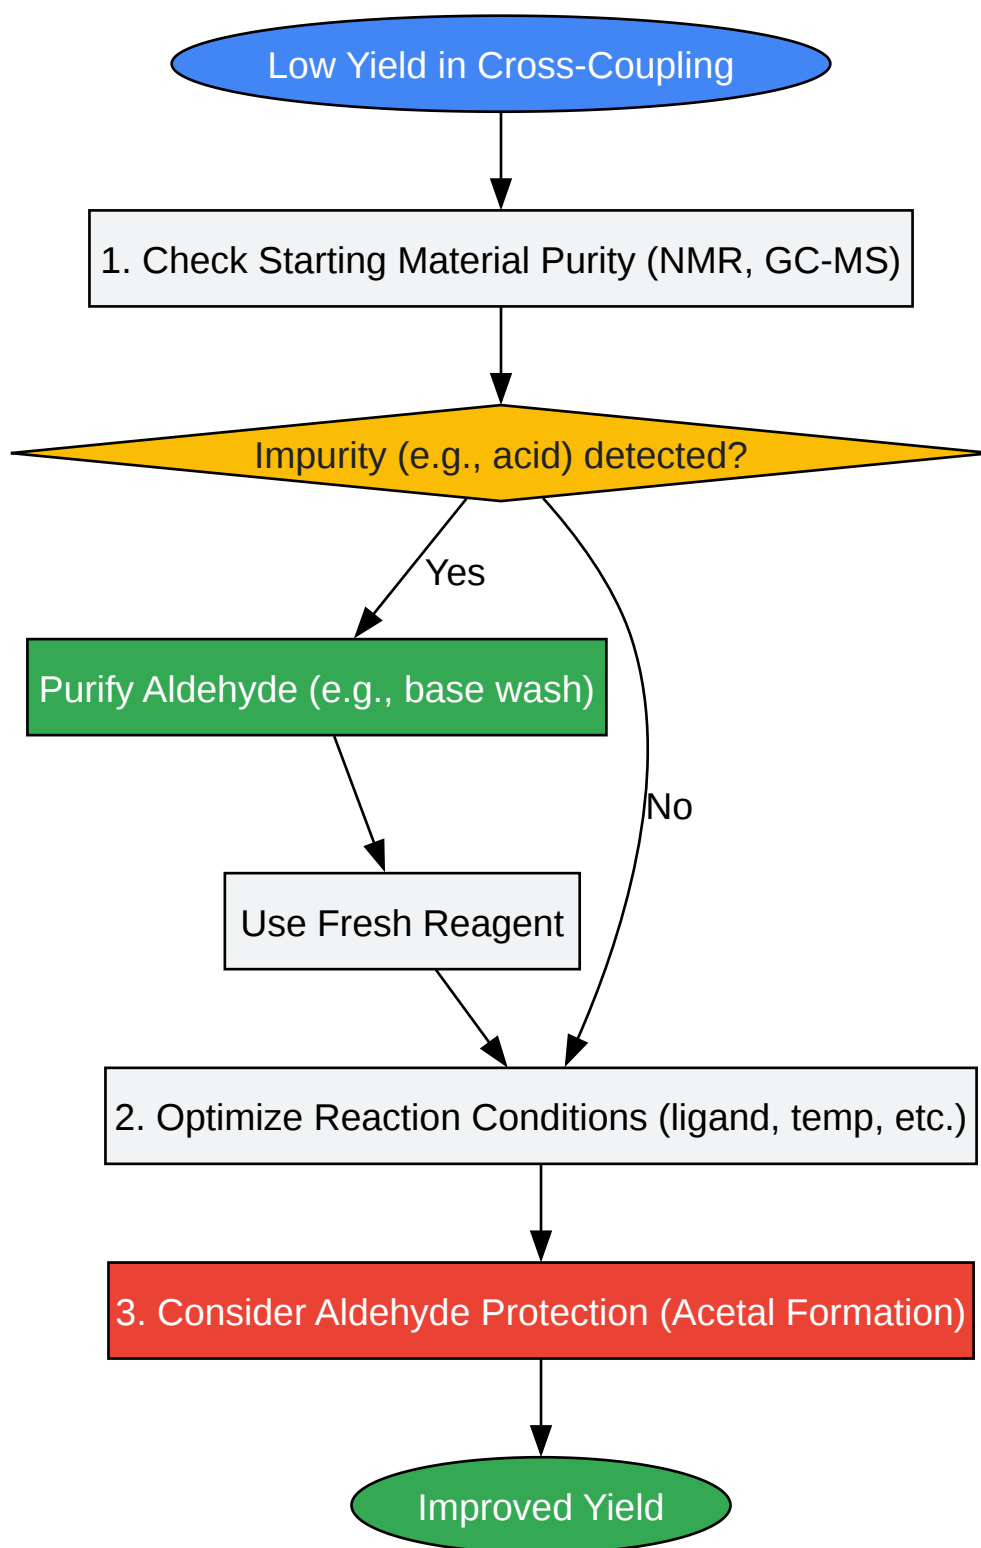 Low Yield in Cross-Coupling
1. Check Starting Material Purity (NMR, GC-MS)
Impurity (e.g., acid) detected?
Yes
Purify Aldehyde (e.g., base wash)
No
Use Fresh Reagent
2. Optimize Reaction Conditions (ligand, temp, etc.)
3. Consider Aldehyde Protection (Acetal Formation)
Improved Yield